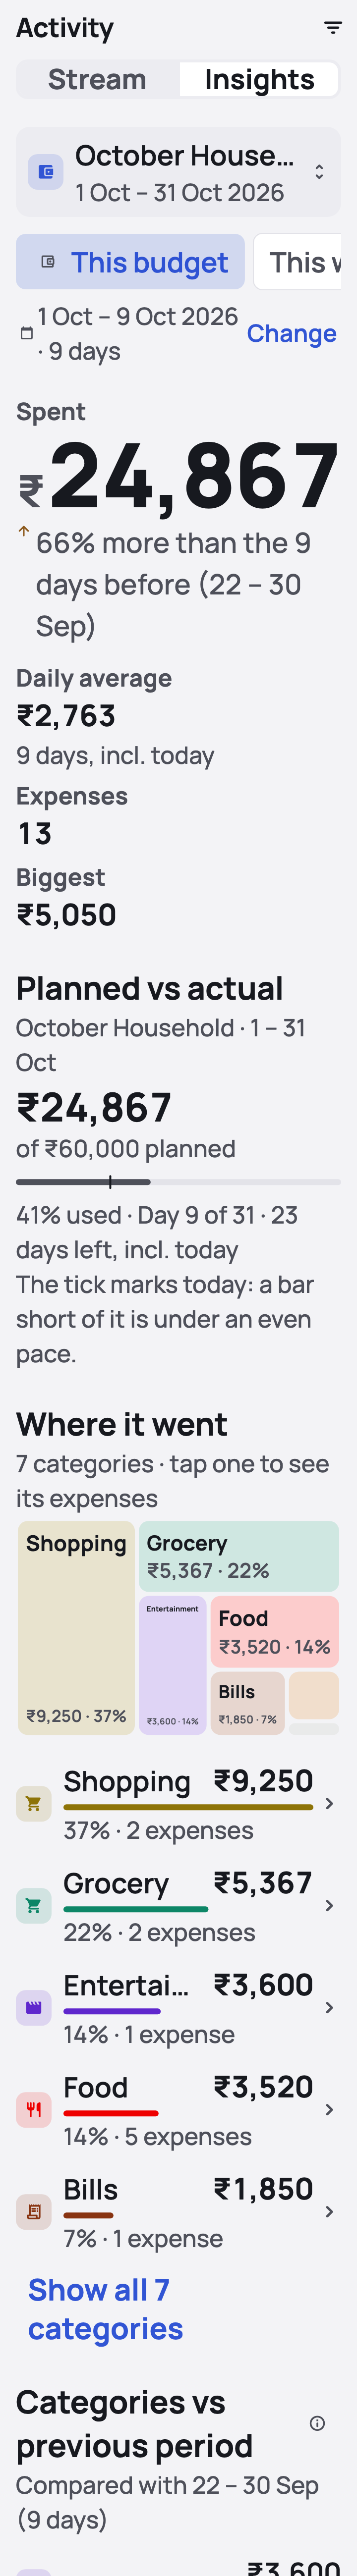 Activity
Stream Insights
October House...
1 Oct – 31 Oct 2026
This budget
This
1 Oct – 9 Oct 2026
· 9 days
Change
Spent
₹24,867
66% more than the 9
days before (22 – 30
Sep)
Daily average
₹2,763
9 days, incl. today
Expenses
13
Biggest
₹5,050
Planned vs actual
October Household · 1 – 31
Oct
₹24,867
of ₹60,000 planned
41% used · Day 9 of 31 · 23
days left, incl. today
The tick marks today: a bar
short of it is under an even
pace.
Where it went
7 categories · tap one to see
its expenses
Shopping
₹9,250 · 37%
Grocery
₹5,367 · 22%
Entertainment
₹3,600 · 14%
Food
₹3,520 · 14%
Bills
₹1,850 · 7%
Shopping ₹9,250
37% · 2 expenses
Grocery ₹5,367
22% · 2 expenses
Entertai... ₹3,600
14% · 1 expense
Food ₹3,520
14% · 5 expenses
Bills ₹1,850
7% · 1 expense
Show all 7
categories
Categories vs
previous period
Compared with 22 – 30 Sep
(9 days)
₹3,600